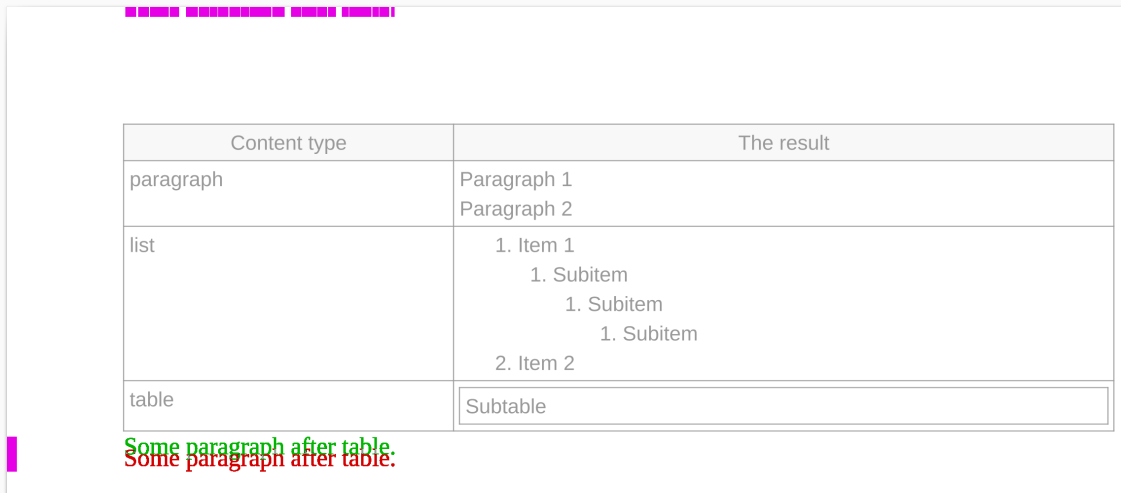 Content type The result
paragraph Paragraph 1
Paragraph 2
list 1. Item 1
1. Subitem
1. Subitem
1. Subitem
2. Item 2
table Subtable
Some paragraph after table.
Some paragraph after table.